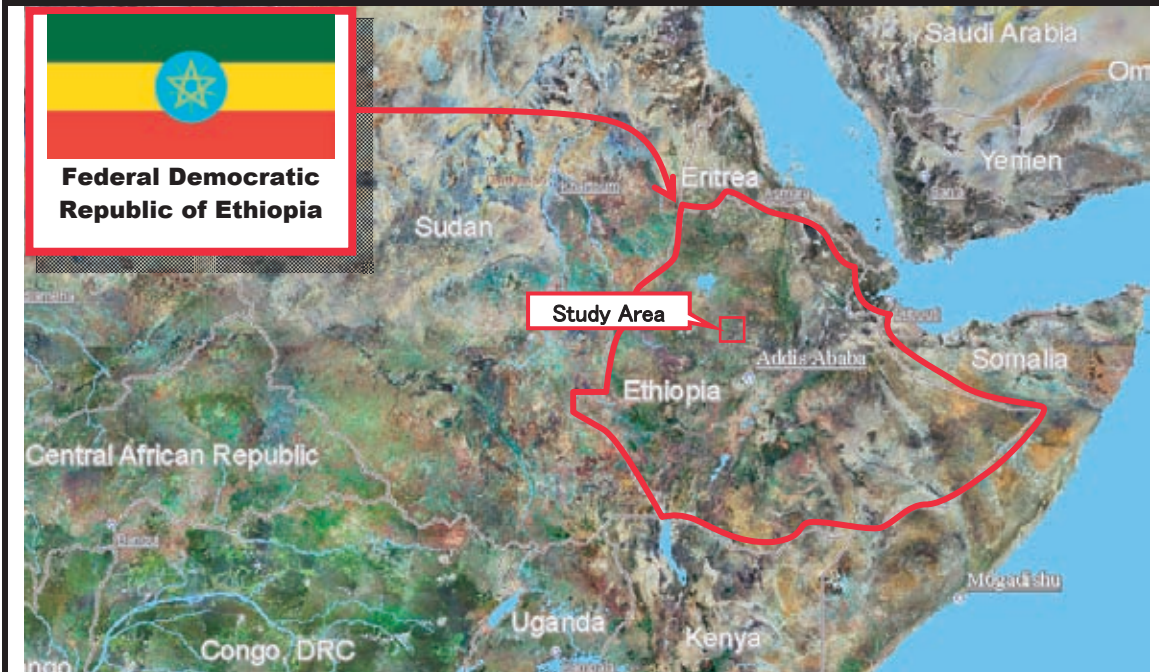 Federal Democratic
Republic of Ethiopia
Saudi Arabia
Om
Yemen
Eritrea
Sudan
Study Area
Addis Ababa
Somalia
Ethiopia
Central African Republic
Mogadishu
Uganda
Kenya
Congo, DRC
ngo